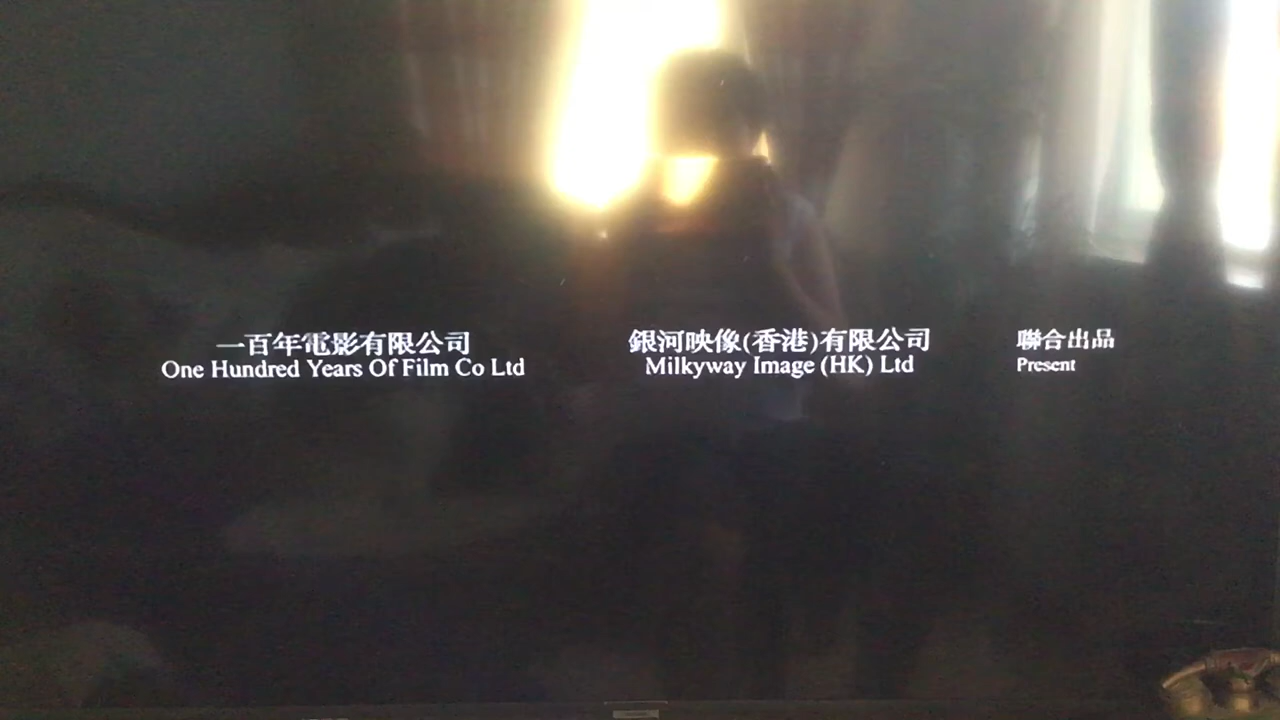 一百年電影有限公司
One Hundred Years Of Film Co Ltd
銀河映像(香港)有限公司
Milkyway Image (HK) Ltd
聯合出品
Present